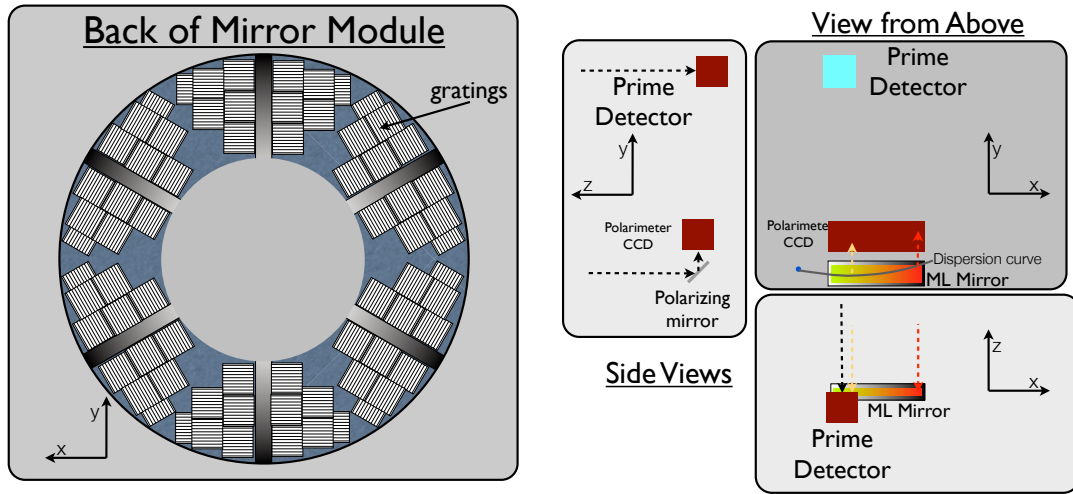 Back of Mirror Module
gratings
y
x
Prime
Detector
y
z
Polarimeter
CCD
Polarizing
mirror
Side Views
View from Above
Prime
Detector
y
x
Polarimete
CCD
Dispersion curve
ML Mirror
z
x
ML Mirror
Prime
Detector